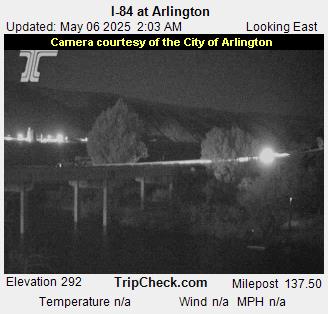 I-84 at Arlington
Updated: May 06 2025 2:03 AM Looking East
Camera courtesy of the City of Arlington
Elevation 292 TripCheck.com Milepost 137.50
Temperature n/a Wind n/a MPH n/a